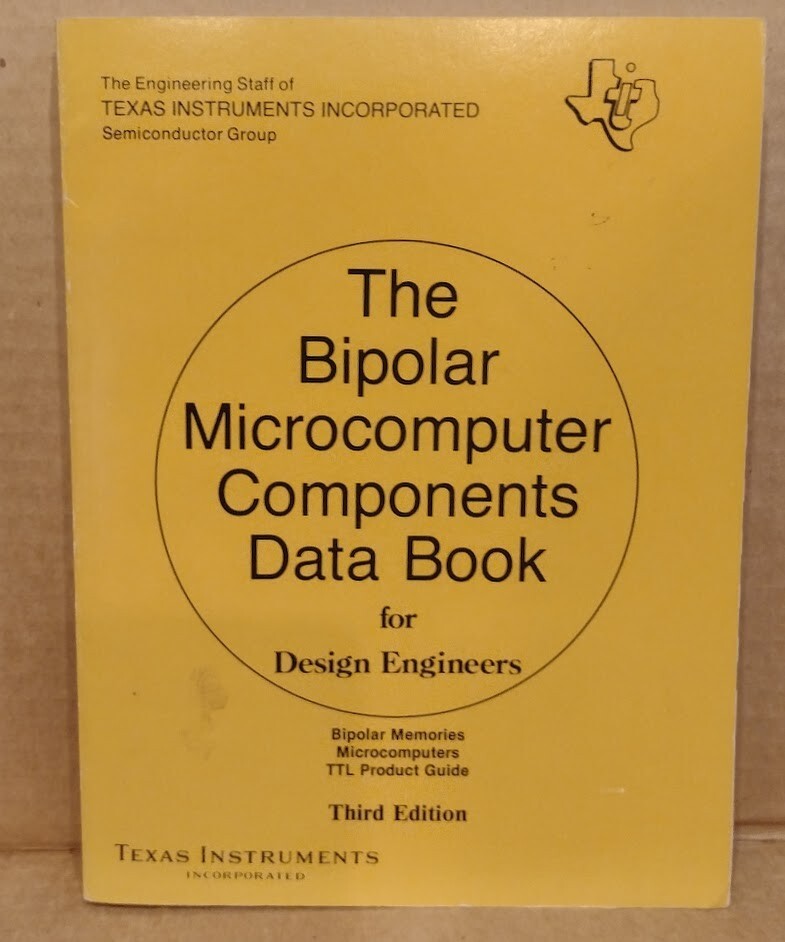 The Engineering Staff of
TEXAS INSTRUMENTS INCORPORATED
Semiconductor Group
The
Bipolar
Microcomputer
Components
Data Book
for
Design Engineers
Bipolar Memories
Microcomputers
TTL Product Guide
Third Edition
TEXAS INSTRUMENTS
INCORPORATED